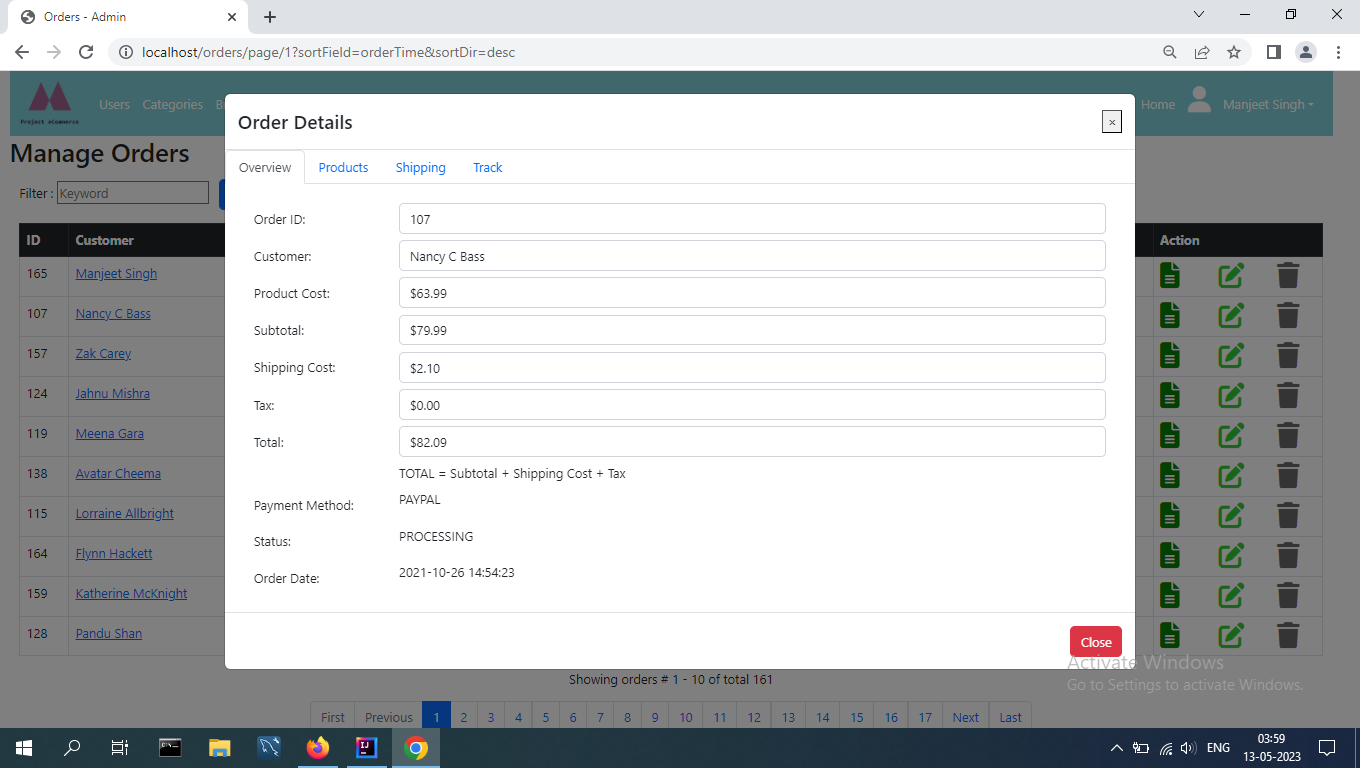 Orders - Admin
localhost/orders/page/1?sortField=orderTime&sortDir=desc
Project eCommerce
Users Categories
Home Manjeet Singh
Manage Orders
Filter : Keyword
ID Customer Action
165 Manjeet Singh
107 Nancy C Bass
157 Zak Carey
124 Jahnu Mishra
119 Meena Gara
138 Avatar Cheema
115 Lorraine Allbright
164 Flynn Hackett
159 Katherine McKnight
128 Pandu Shan
Order Details
×
Overview Products Shipping Track
Order ID: 107
Customer: Nancy C Bass
Product Cost: $63.99
Subtotal: $79.99
Shipping Cost: $2.10
Tax: $0.00
Total: $82.09
TOTAL = Subtotal + Shipping Cost + Tax
Payment Method: PAYPAL
Status: PROCESSING
Order Date: 2021-10-26 14:54:23
Close
Activate Windows
Go to Settings to activate Windows.
Showing orders # 1 - 10 of total 161
First Previous 1 2 3 4 5 6 7 8 9 10 11 12 13 14 15 16 17 Next Last
ENG
03:59
13-05-2023